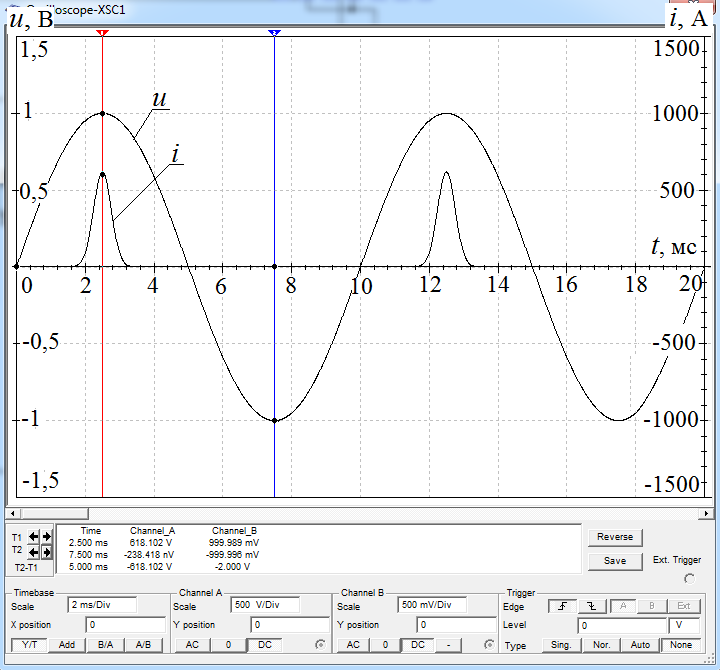 Oscilloscope-XSC1
u, В
i, А
1,5
1500
1
1000
u
i
0,5
500
t, мс
0 2 4 6 8 10 12 14 16 18 20
-0,5
-500
-1
-1000
-1,5
-1500
Time Channel_A Channel_B
T1 2.500 ms 618.102 V 999.989 mV
T2 7.500 ms -238.418 nV -999.996 mV
T2-T1 5.000 ms -618.102 V -2.000 V
Reverse
Save
Ext. Trigger
Timebase
Scale 2 ms/Div
X position 0
Y/T Add B/A A/B
Channel A
Scale 500 V/Div
Y position 0
AC 0 DC
Channel B
Scale 500 mV/Div
Y position 0
AC 0 DC -
Trigger
Edge A B Ext
Level 0 V
Type Sing. Nor. Auto None